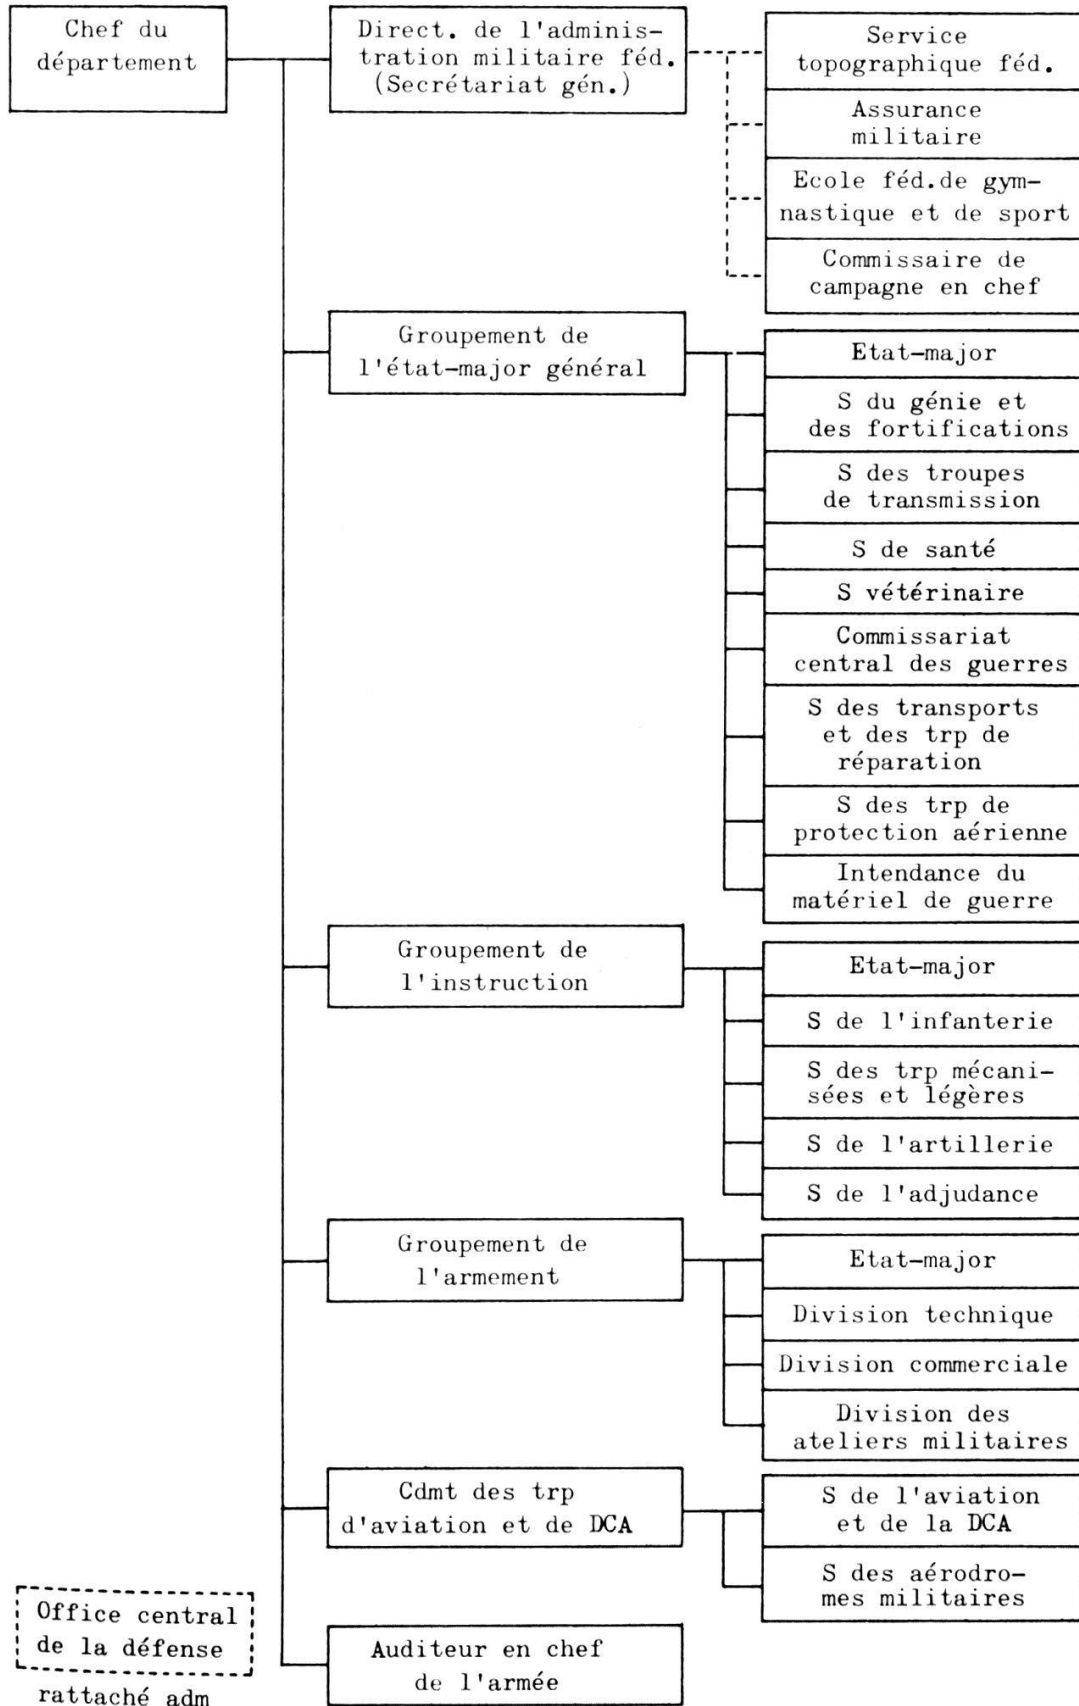 Chef du
département
Direct. de l'adminis-
tration militaire féd.
(Secrétariat gén.)
Service
topographique féd.
Assurance
militaire
Ecole féd.de gym-
nastique et de sport
Commissaire de
campagne en chef
Groupement de
l'état-major général
Etat-major
S du génie et
des fortifications
S des troupes
de transmission
S de santé
S vétérinaire
Commissariat
central des guerres
S des transports
et des trp de
réparation
S des trp de
protection aérienne
Intendance du
matériel de guerre
Groupement de
l'instruction
Etat-major
S de l'infanterie
S des trp mécani-
sées et légères
S de l'artillerie
S de l'adjudance
Groupement de
l'armement
Etat-major
Division technique
Division commerciale
Division des
ateliers militaires
Cdmt des trp
d'aviation et de DCA
S de l'aviation
et de la DCA
S des aérodro-
mes militaires
Office central
de la défense
rattaché adm
Auditeur en chef
de l'armée